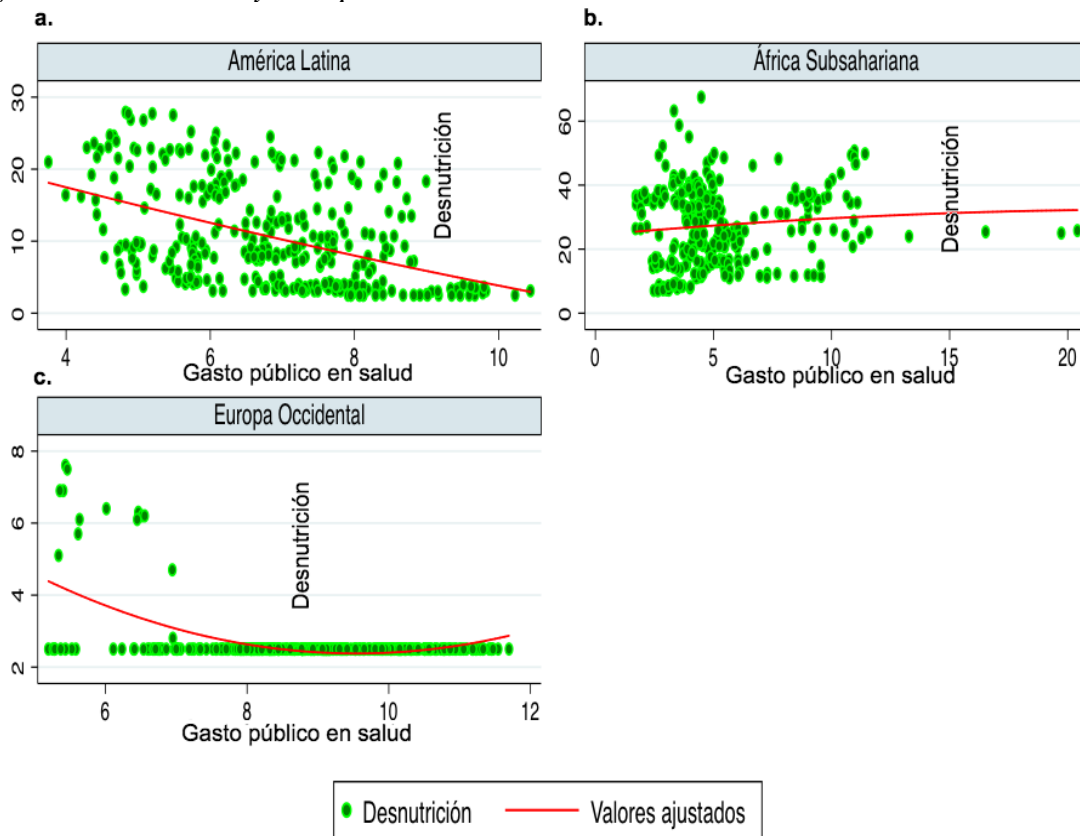 a.
América Latina
Desnutrición
30
20
10
0
4
6
8
10
Gasto público en salud
b.
África Subsahariana
Desnutrición
60
40
20
0
0
5
10
15
20
Gasto público en salud
c.
Europa Occidental
Desnutrición
8
6
4
2
6
8
10
12
Gasto público en salud
Desnutrición
Valores ajustados